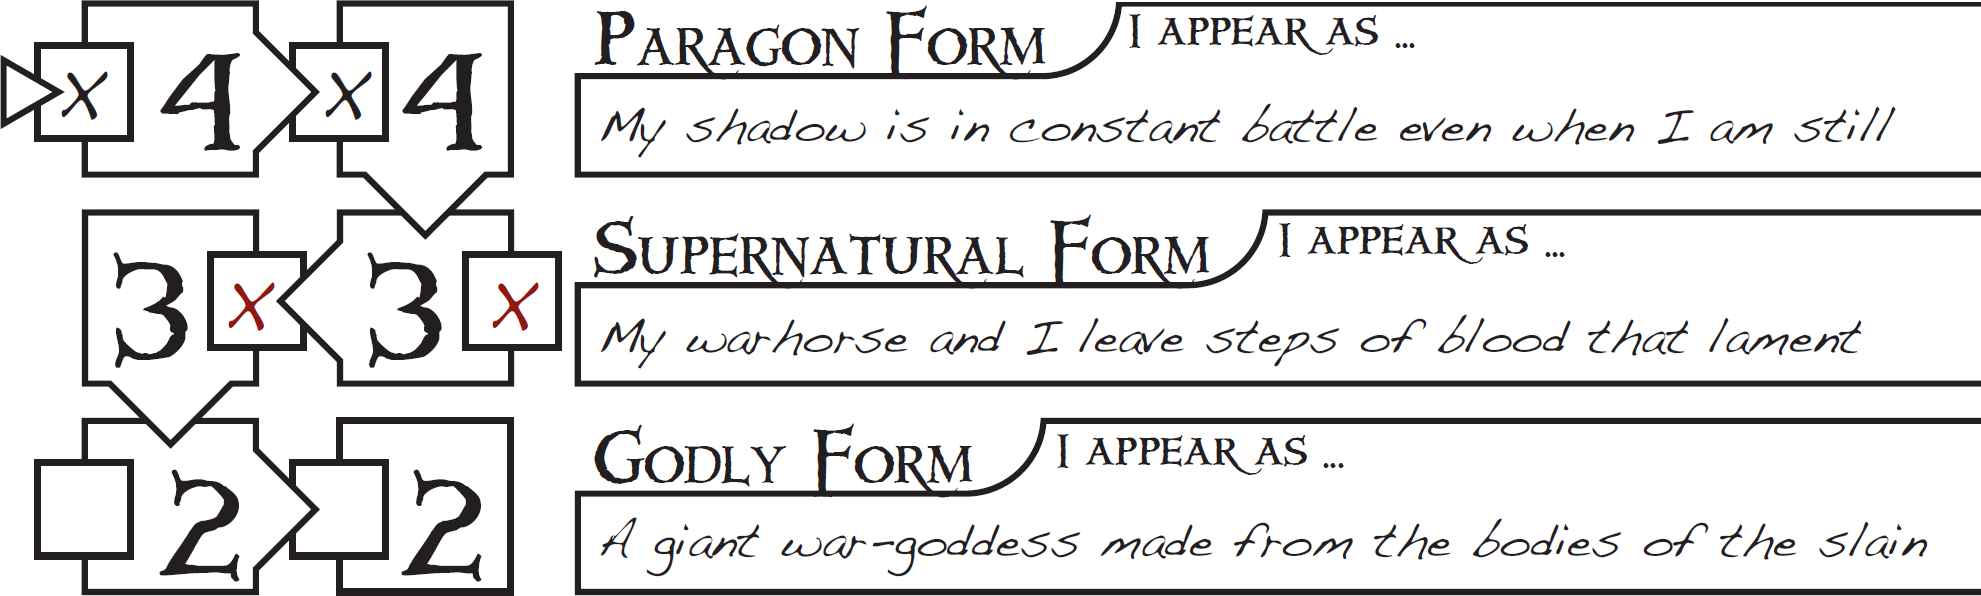 x 4 x 4
PARAGON FORM I APPEAR AS ...
My shadow is in constant battle even when I am still
3 x 3 x
SUPERNATURAL FORM I APPEAR AS ...
My warhorse and I leave steps of blood that lament
2 2
GODLY FORM I APPEAR AS ...
A giant war-goddess made from the bodies of the slain